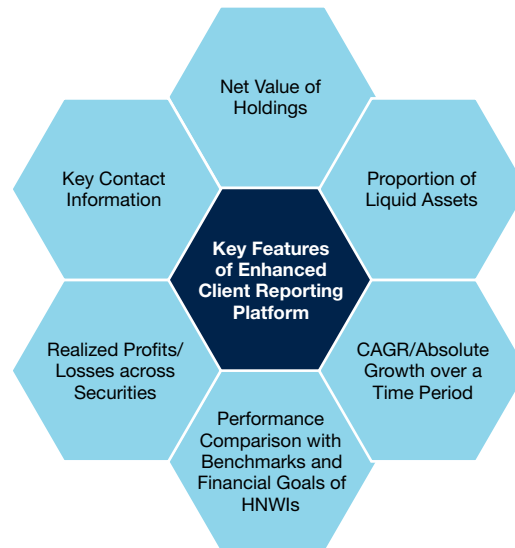 Net Value of
Holdings
Key Contact
Information
Proportion of
Liquid Assets
Key Features
of Enhanced
Client Reporting
Platform
Realized Profits/
Losses across
Securities
CAGR/Absolute
Growth over a
Time Period
Performance
Comparison with
Benchmarks and
Financial Goals of
HNWIs